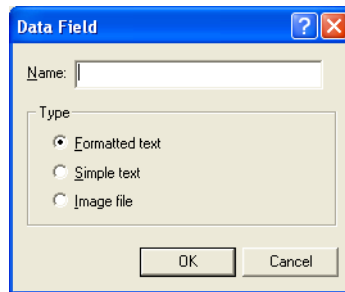 Data Field
Name:
Type
Formatted text
Simple text
Image file
OK Cancel